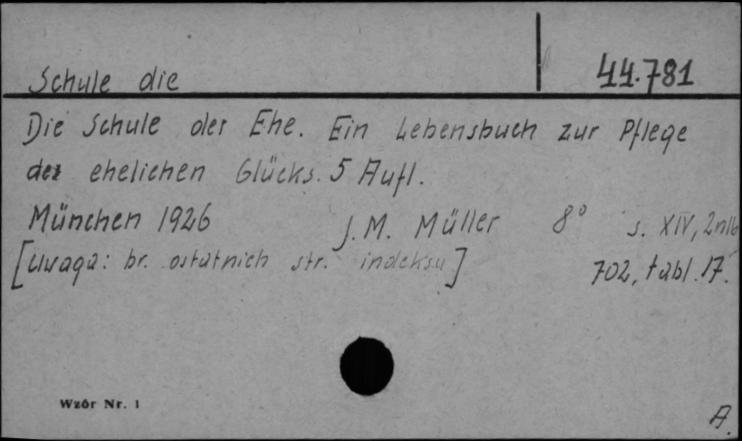 Schule die 44.781
Die Schule der Ehe. Ein Lebensbuch zur Pflege
des ehelichen Glücks. 5 Aufl.
München 1926 J. M. Müller 8° s. XIV, 2nlb
[Uwaga: br. ostatnich str. indeksu] 702, tabl. 17.
Wzór Nr. 1
A.